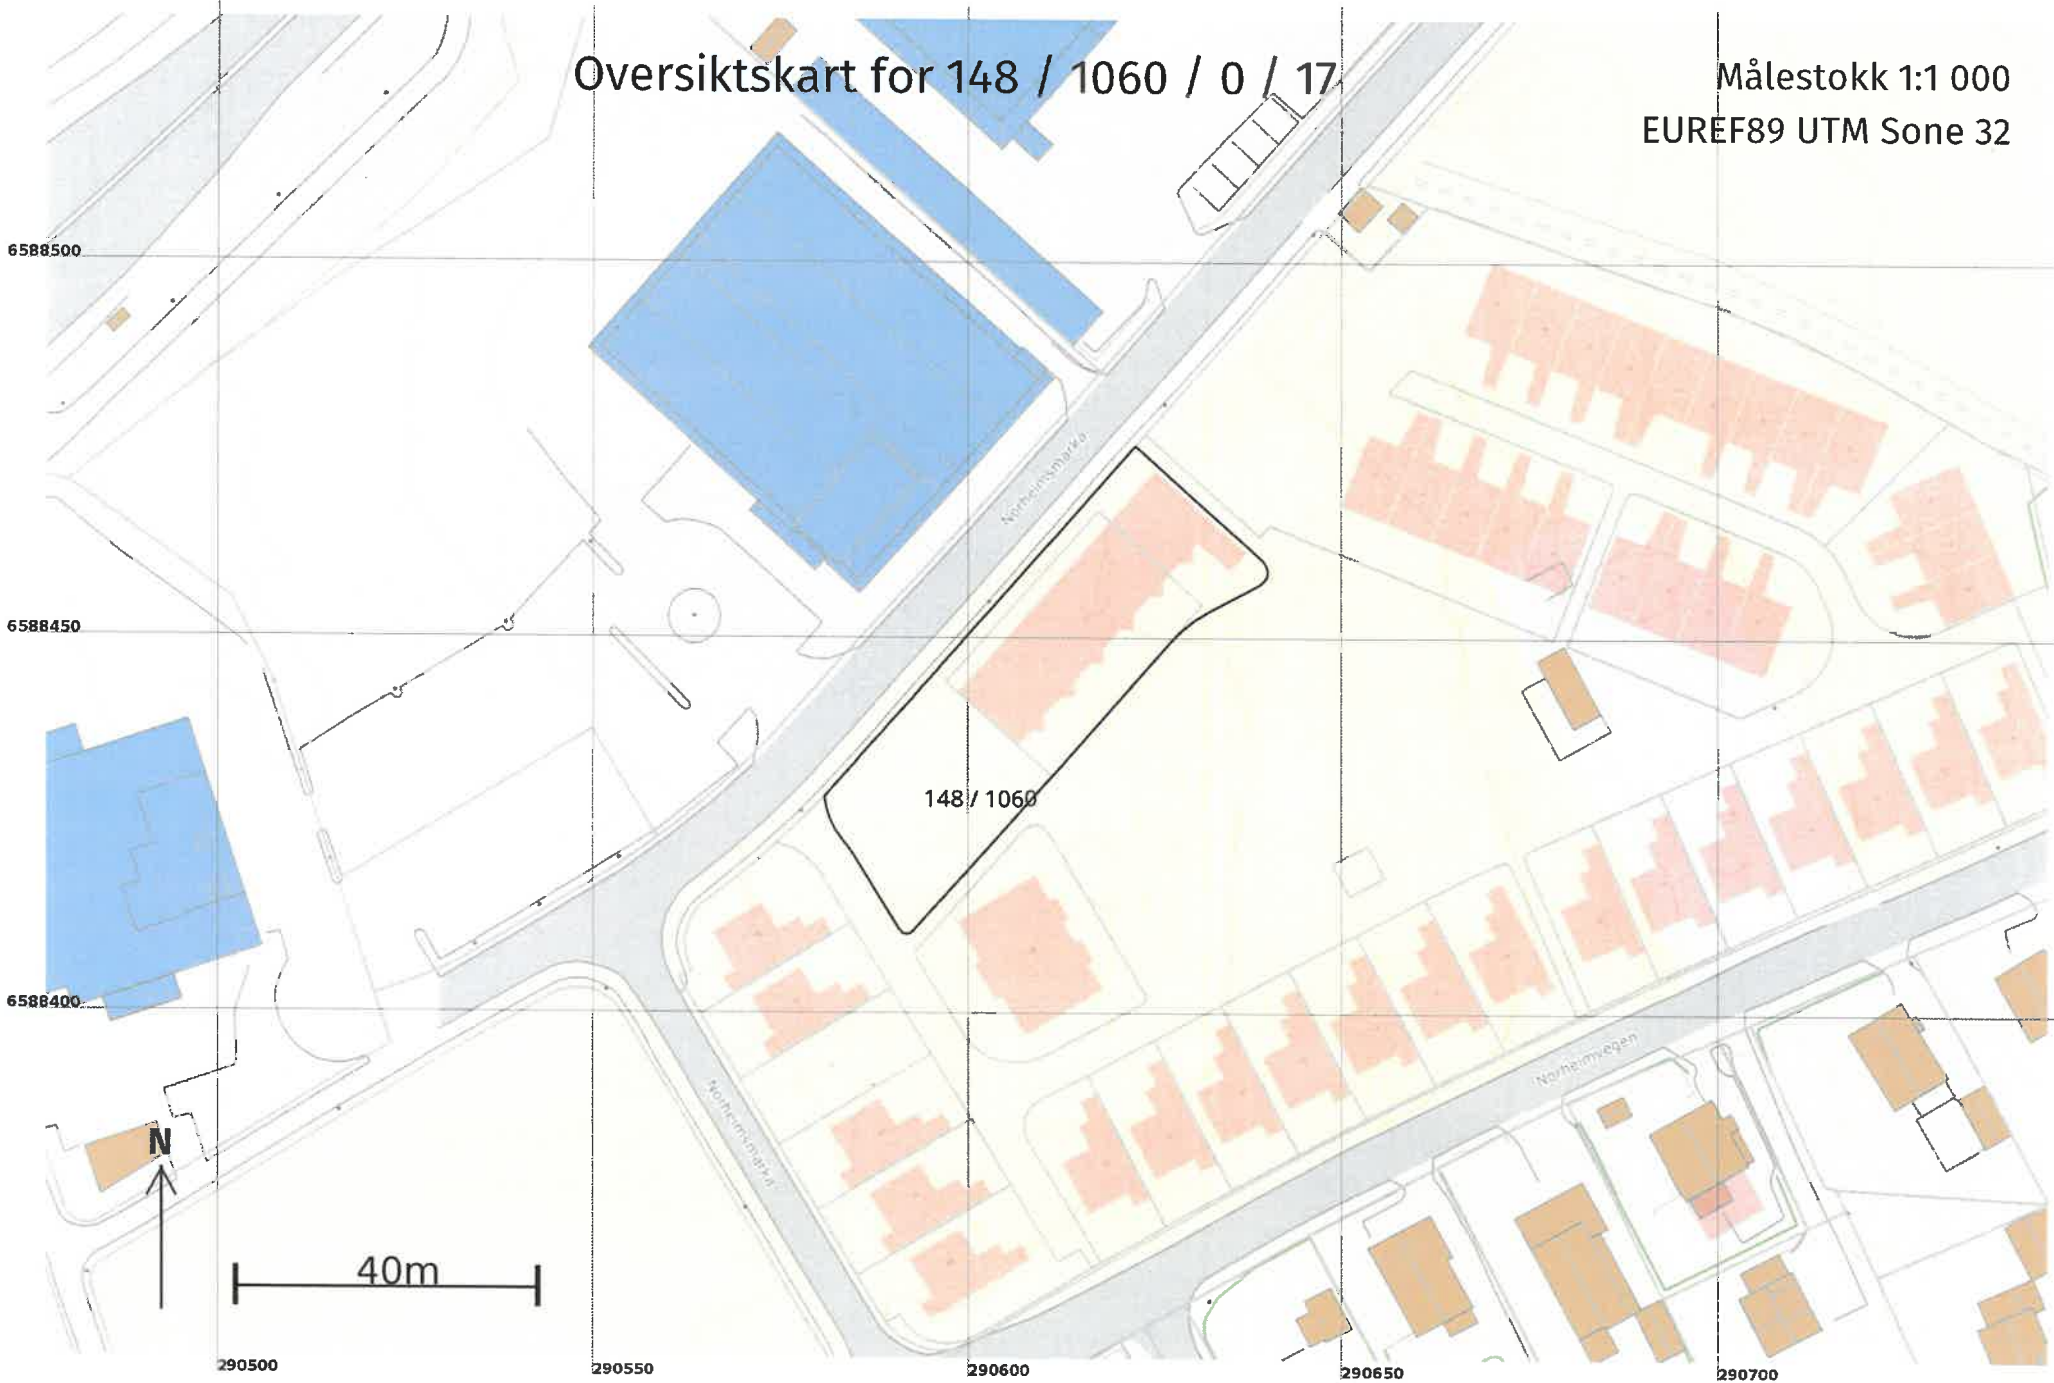 Oversiktskart for 148 / 1060 / 0 / 17
Målestokk 1:1 000
EUREF89 UTM Sone 32
6588500
Norheimsmarka
6588450
148 / 1060
6588400
Norheimvegen
Norheimsmarka
N
40m
290500
290550
290600
290650
290700